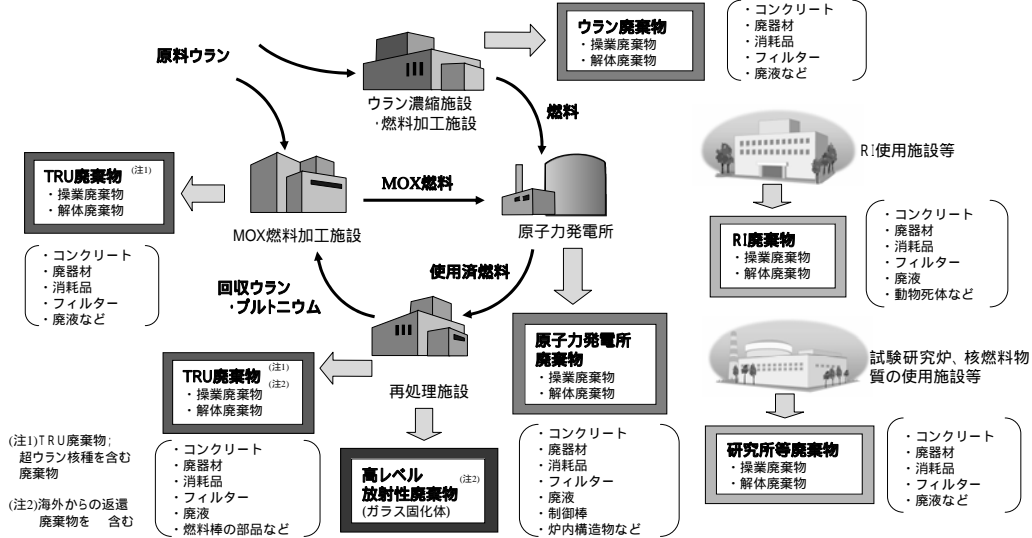 原料ウラン
ウラン濃縮施設
・燃料加工施設
ウラン廃棄物
・操業廃棄物
・解体廃棄物
・コンクリート
・廃器材
・消耗品
・フィルター
・廃液など
燃料
TRU廃棄物 (注1)
・操業廃棄物
・解体廃棄物
・コンクリート
・廃器材
・消耗品
・フィルター
・廃液など
MOX燃料加工施設
MOX燃料
原子力発電所
使用済燃料
回収ウラン
・プルトニウム
再処理施設
TRU廃棄物 (注1)
(注2)
・操業廃棄物
・解体廃棄物
・コンクリート
・廃器材
・消耗品
・フィルター
・廃液
・燃料棒の部品など
高レベル
放射性廃棄物 (注2)
(ガラス固化体)
原子力発電所
廃棄物
・操業廃棄物
・解体廃棄物
・コンクリート
・廃器材
・消耗品
・フィルター
・廃液
・制御棒
・炉内構造物など
RI使用施設等
RI廃棄物
・操業廃棄物
・解体廃棄物
・コンクリート
・廃器材
・消耗品
・フィルター
・廃液
・動物死体など
試験研究炉、核燃料物
質の使用施設等
研究所等廃棄物
・操業廃棄物
・解体廃棄物
・コンクリート
・廃器材
・消耗品
・フィルター
・廃液など
(注1)TRU廃棄物:
超ウラン核種を含む
廃棄物
(注2)海外からの返還
廃棄物を 含む